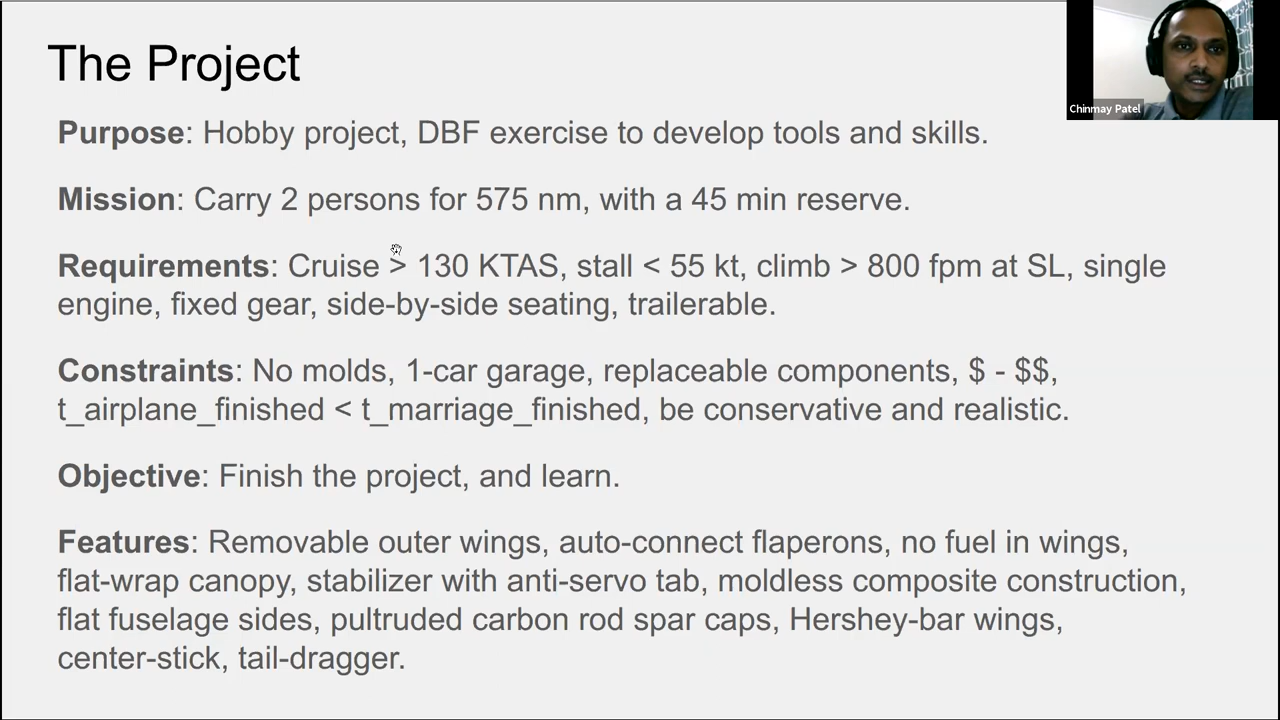 The Project
Chinmay Patel
Purpose: Hobby project, DBF exercise to develop tools and skills.
Mission: Carry 2 persons for 575 nm, with a 45 min reserve.
Requirements: Cruise > 130 KTAS, stall < 55 kt, climb > 800 fpm at SL, single
engine, fixed gear, side-by-side seating, trailerable.
Constraints: No molds, 1-car garage, replaceable components, $ - $$,
t_airplane_finished < t_marriage_finished, be conservative and realistic.
Objective: Finish the project, and learn.
Features: Removable outer wings, auto-connect flaperons, no fuel in wings,
flat-wrap canopy, stabilizer with anti-servo tab, moldless composite construction,
flat fuselage sides, pultruded carbon rod spar caps, Hershey-bar wings,
center-stick, tail-dragger.